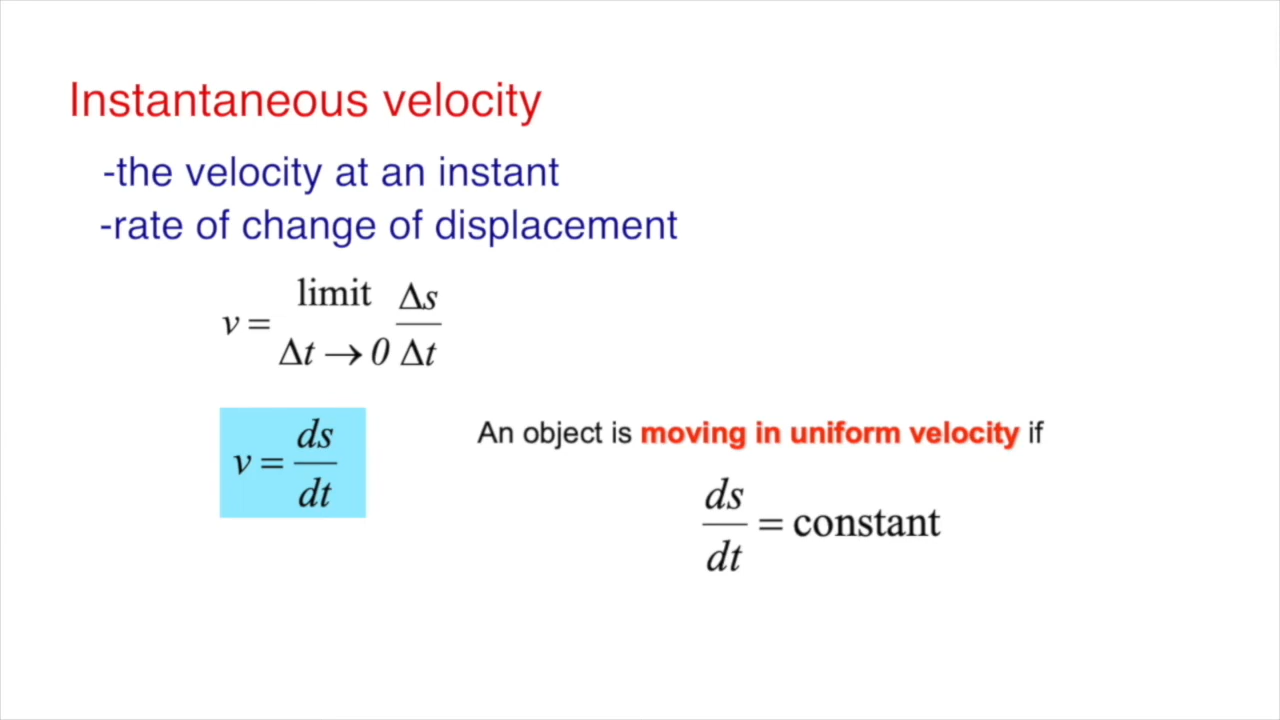 Instantaneous velocity
-the velocity at an instant
-rate of change of displacement
v = limit Δt → 0 Δs/Δt
v = ds/dt
An object is moving in uniform velocity if
ds/dt = constant